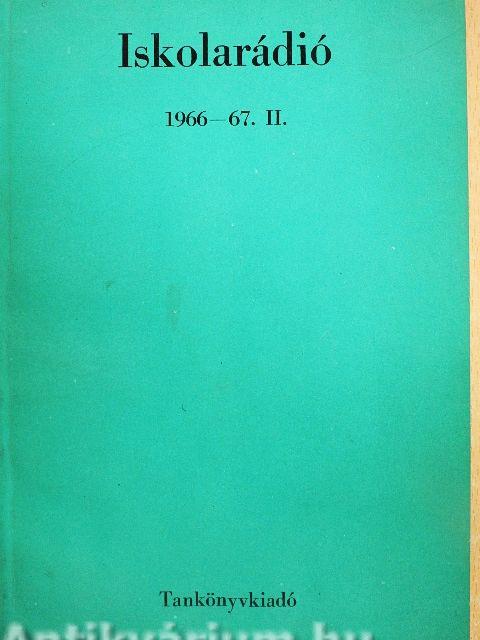 Iskolarádió
1966—67. II.
Tankönyvkiadó
Antikvárium.hu